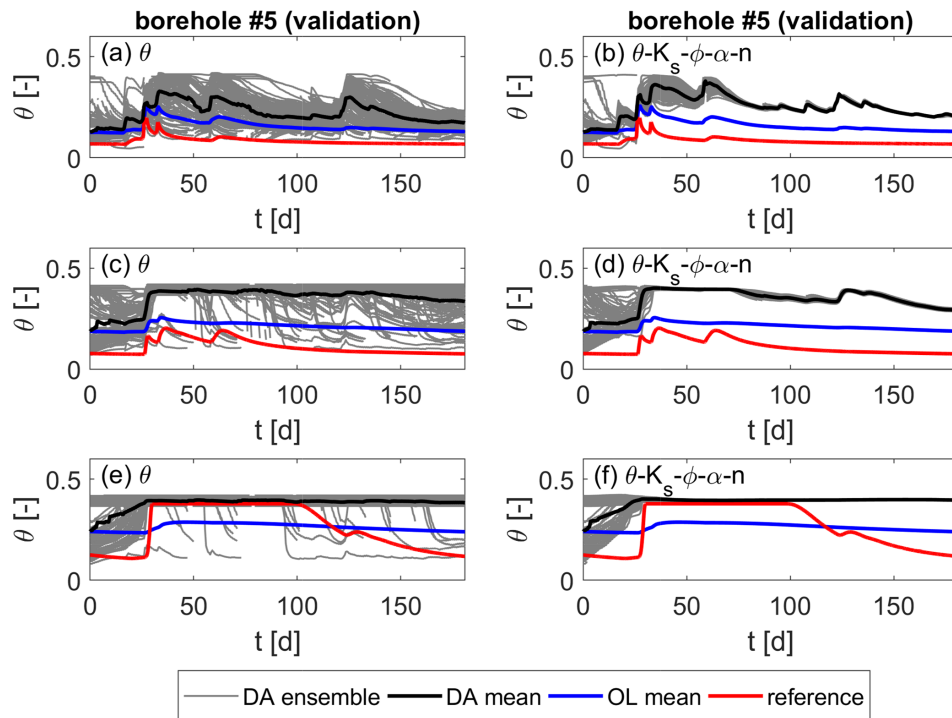 borehole #5 (validation) borehole #5 (validation)
(a) θ (b) θ-Kₛ-ϕ-α-n
0.5 0.5
θ [-] θ [-]
0 0
0 50 100 150 0 50 100 150
t [d] t [d]
(c) θ (d) θ-Kₛ-ϕ-α-n
0.5 0.5
θ [-] θ [-]
0 0
0 50 100 150 0 50 100 150
t [d] t [d]
(e) θ (f) θ-Kₛ-ϕ-α-n
0.5 0.5
θ [-] θ [-]
0 0
0 50 100 150 0 50 100 150
t [d] t [d]
DA ensemble DA mean OL mean reference